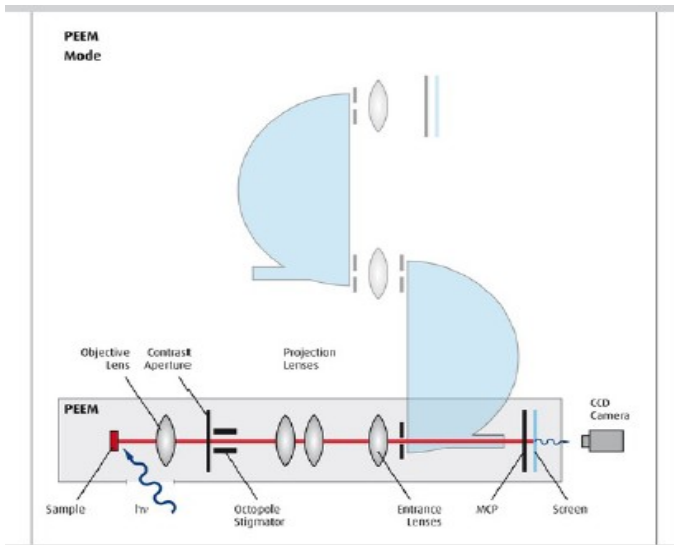 PEEM
Mode
Objective
Lens
Contrast
Aperture
Projection
Lenses
PEEM
CCD
Camera
Sample
hν
Octopole
Stigmator
Entrance
Lenses
MCP
Screen